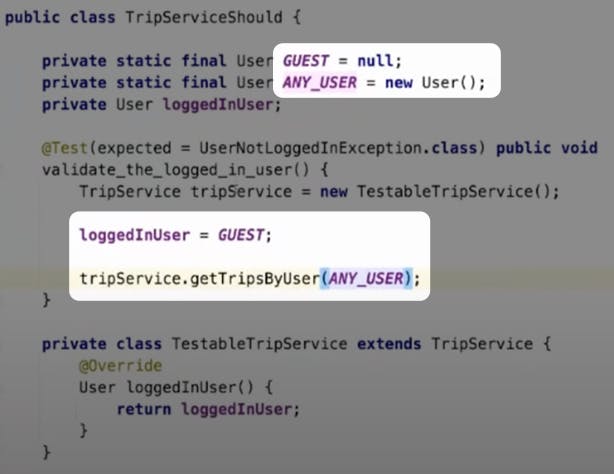 public class TripServiceShould {
private static final User GUEST = null;
private static final User ANY_USER = new User();
private User loggedInUser;
@Test(expected = UserNotLoggedInException.class) public void
validate_the_logged_in_user() {
TripService tripService = new TestableTripService();
loggedInUser = GUEST;
tripService.getTripsByUser(ANY_USER);
}
private class TestableTripService extends TripService {
@Override
User loggedInUser() {
return loggedInUser;
}
}